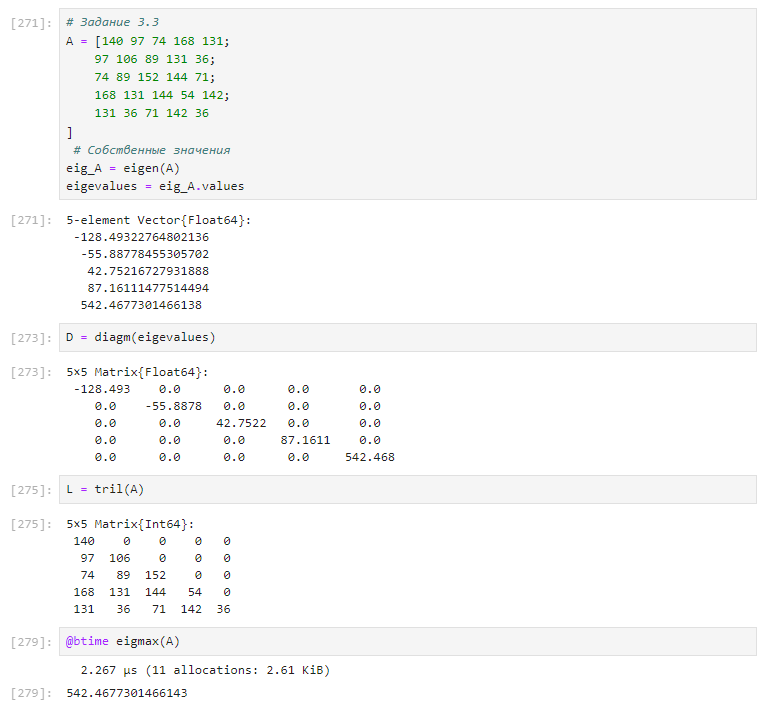 [271]:
# Задание 3.3
A = [140 97 74 168 131;
97 106 89 131 36;
74 89 152 144 71;
168 131 144 54 142;
131 36 71 142 36
]
# Собственные значения
eig_A = eigen(A)
eigevalues = eig_A.values
[271]:
5-element Vector{Float64}:
-128.49322764802136
-55.88778455305702
42.75216727931888
87.16111477514494
542.4677301466138
[273]:
D = diagm(eigevalues)
[273]:
5×5 Matrix{Float64}:
-128.493 0.0 0.0 0.0 0.0
0.0 -55.8878 0.0 0.0 0.0
0.0 0.0 42.7522 0.0 0.0
0.0 0.0 0.0 87.1611 0.0
0.0 0.0 0.0 0.0 542.468
[275]:
L = tril(A)
[275]:
5×5 Matrix{Int64}:
140 0 0 0 0
97 106 0 0 0
74 89 152 0 0
168 131 144 54 0
131 36 71 142 36
[279]:
@btime eigmax(A)
2.267 μs (11 allocations: 2.61 KiB)
[279]:
542.4677301466143